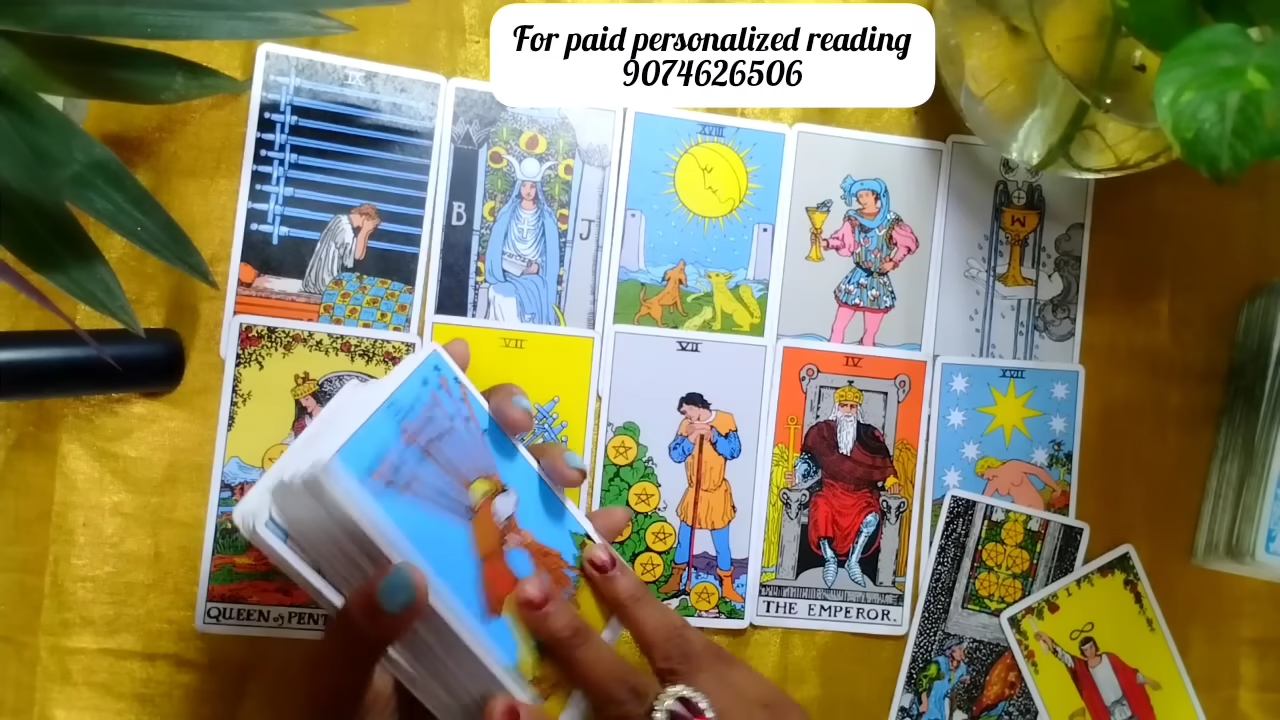 For paid personalized reading
9074626506
IX
B
J
XVIII
VII
VII
IV
XVII
QUEEN of PENT
THE EMPEROR.
I